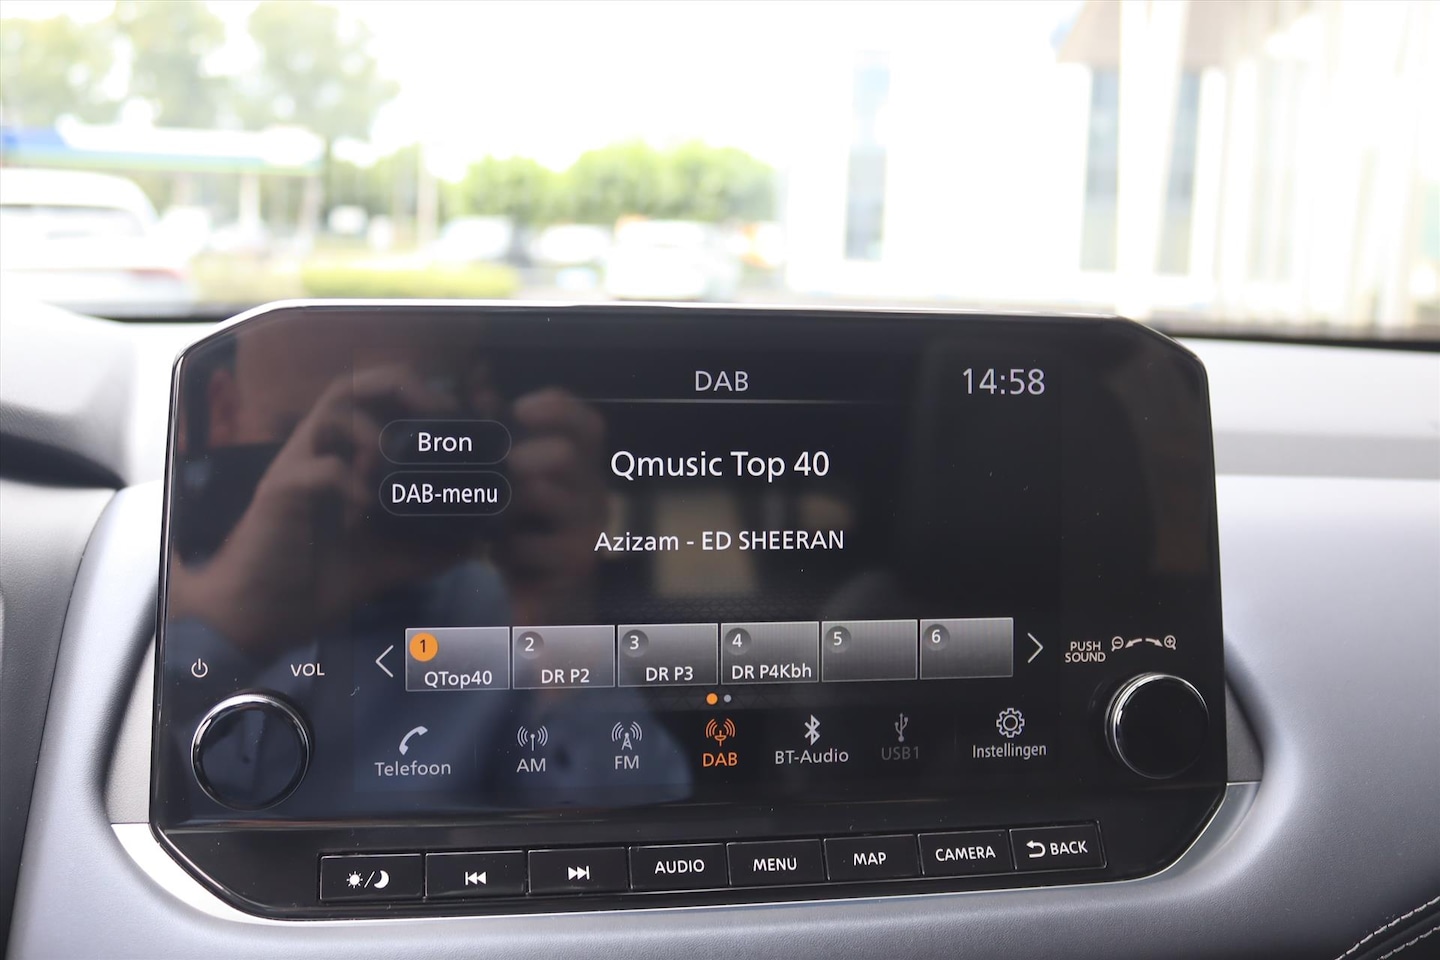 DAB
14:58
Bron
Qmusic Top 40
DAB-menu
Azizam - ED SHEERAN
1
QTop40
2
DR P2
3
DR P3
4
DR P4Kbh
5
6
VOL
PUSH
SOUND
Telefoon
AM
FM
DAB
BT-Audio
USB1
Instellingen
AUDIO
MENU
MAP
CAMERA
BACK